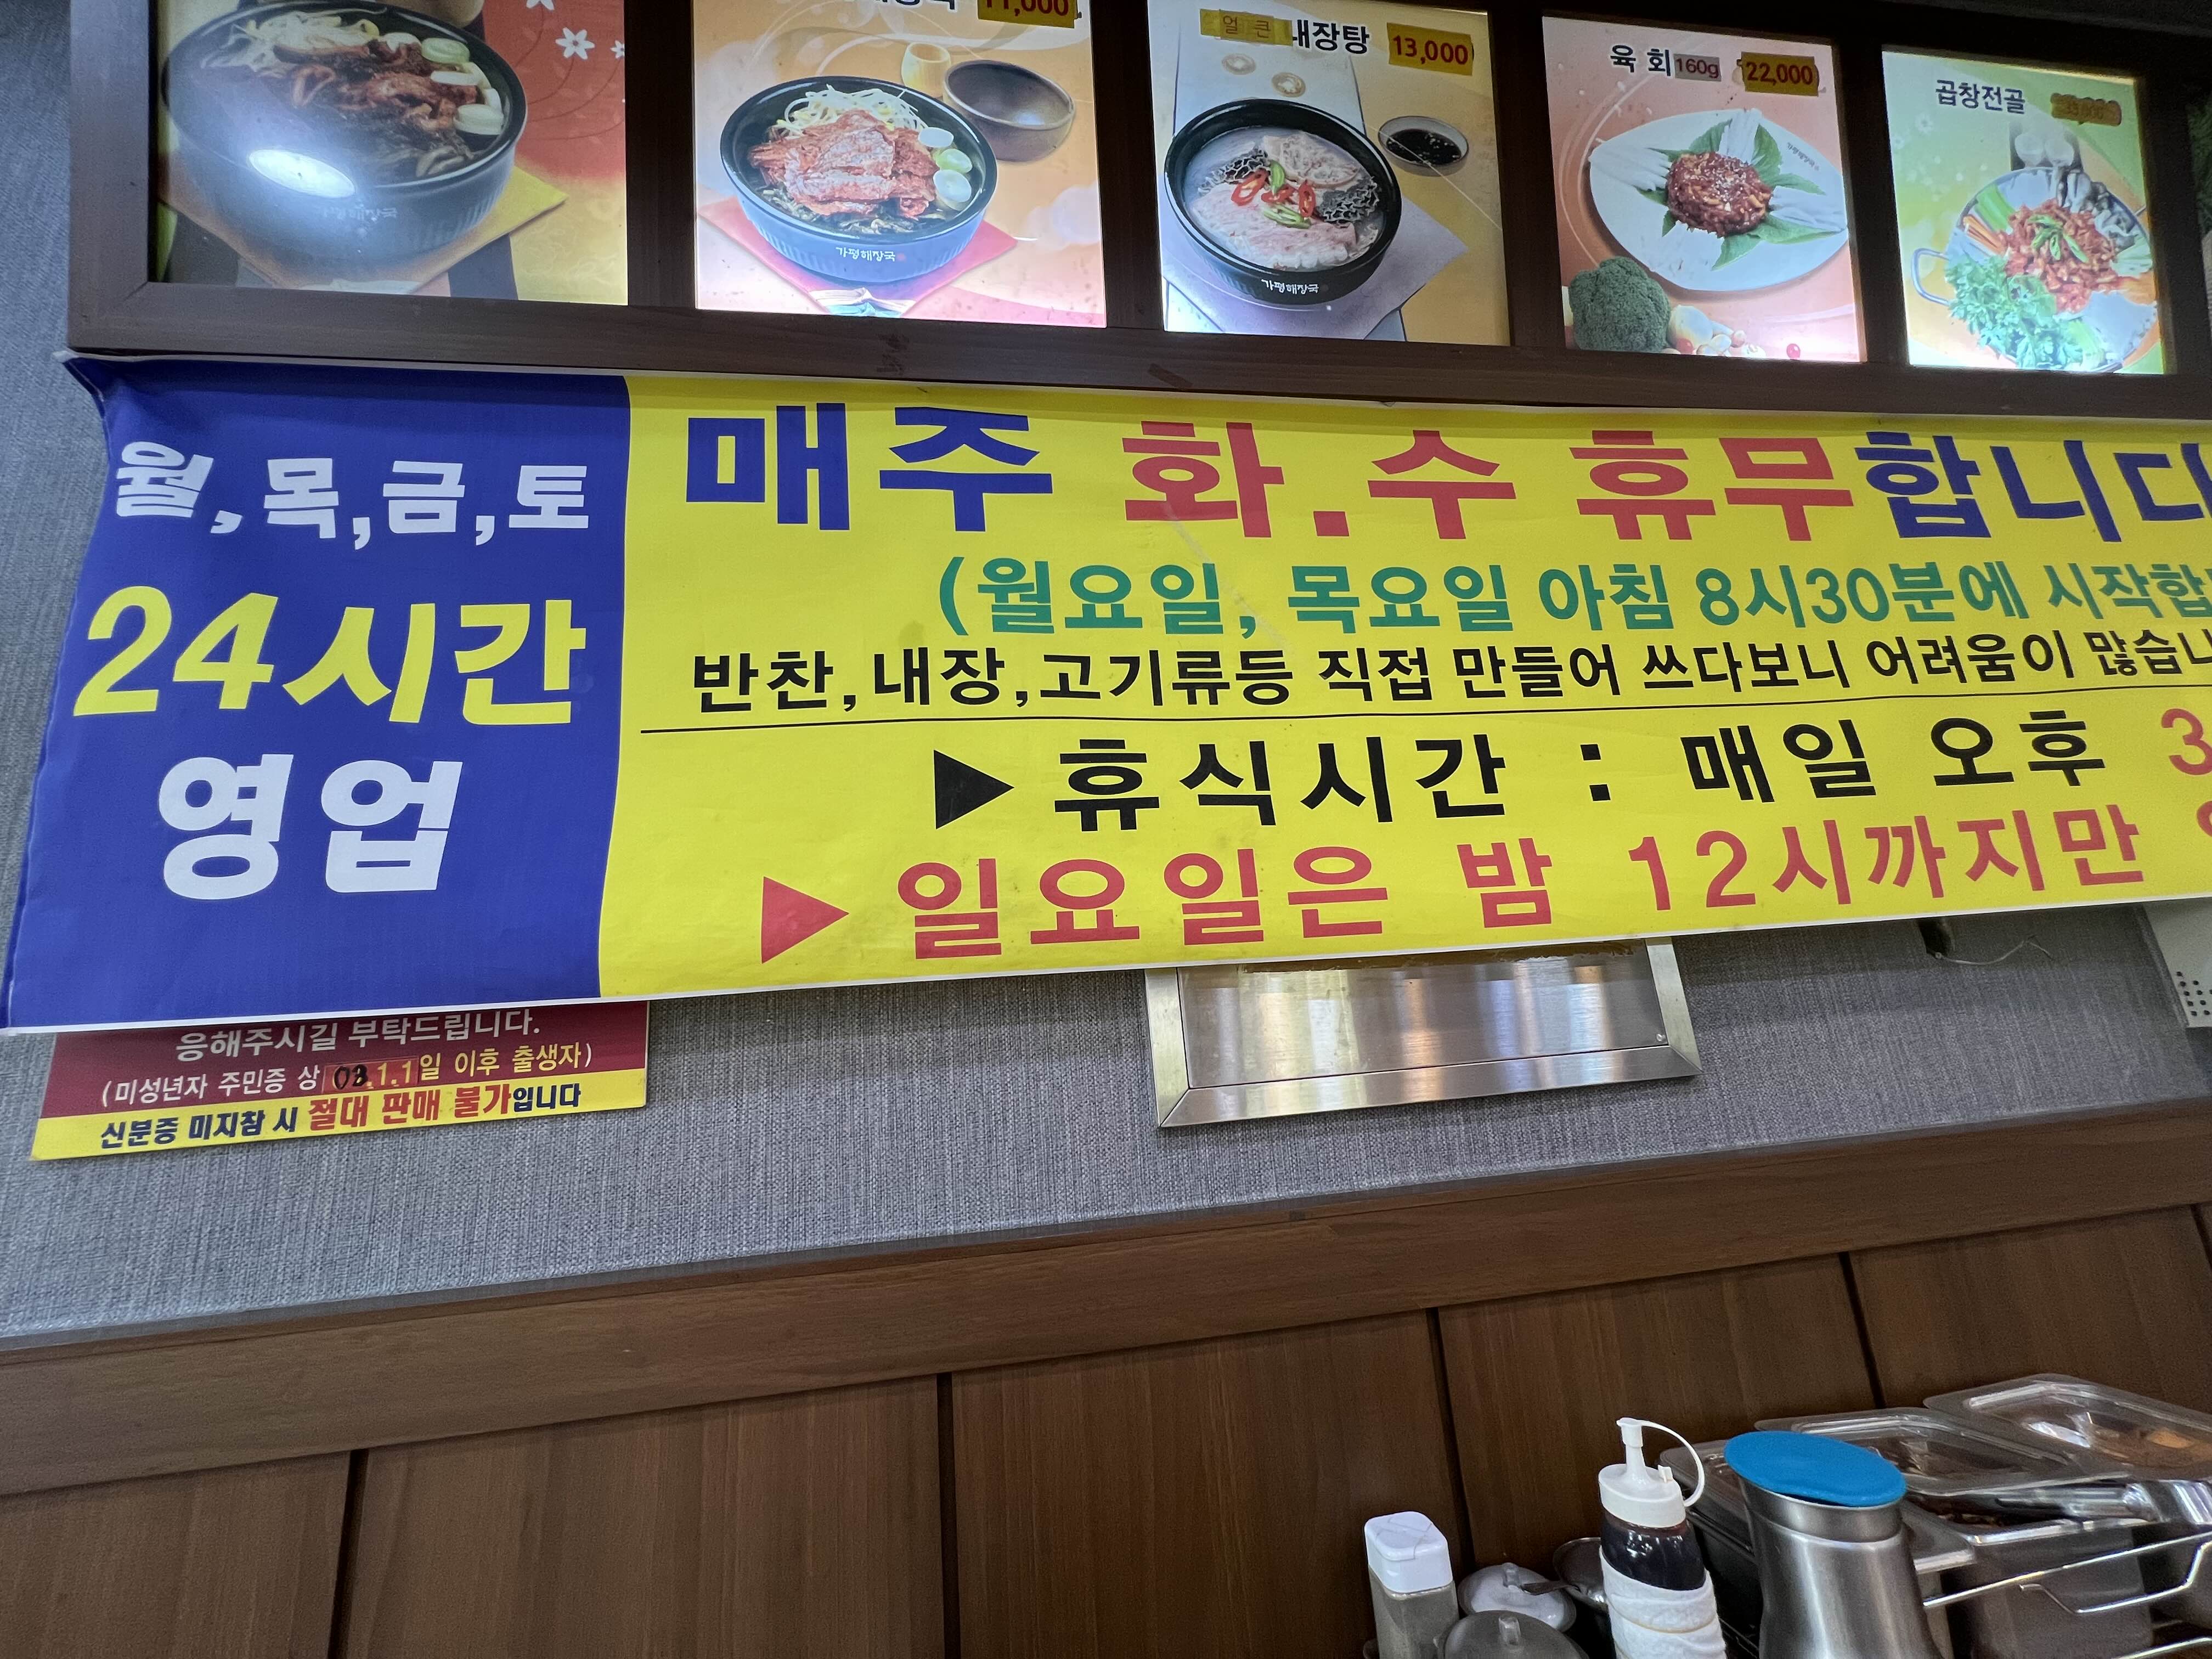 11,000
얼큰 내장탕 13,000
육 회 160g 22,000
곱창전골
가평해장국
가평해장국
가평해장국
월,목,금,토
24시간
영업
매주 화.수 휴무합니다
(월요일, 목요일 아침 8시30분에 시작합
반찬,내장,고기류등 직접 만들어 쓰다보니 어려움이 많습니
▶휴식시간 : 매일 오후 3
▶일요일은 밤 12시까지만
응해주시길 부탁드립니다.
(미성년자 주민증 상 03.1.1일 이후 출생자)
신분증 미지참 시 절대 판매 불가입니다